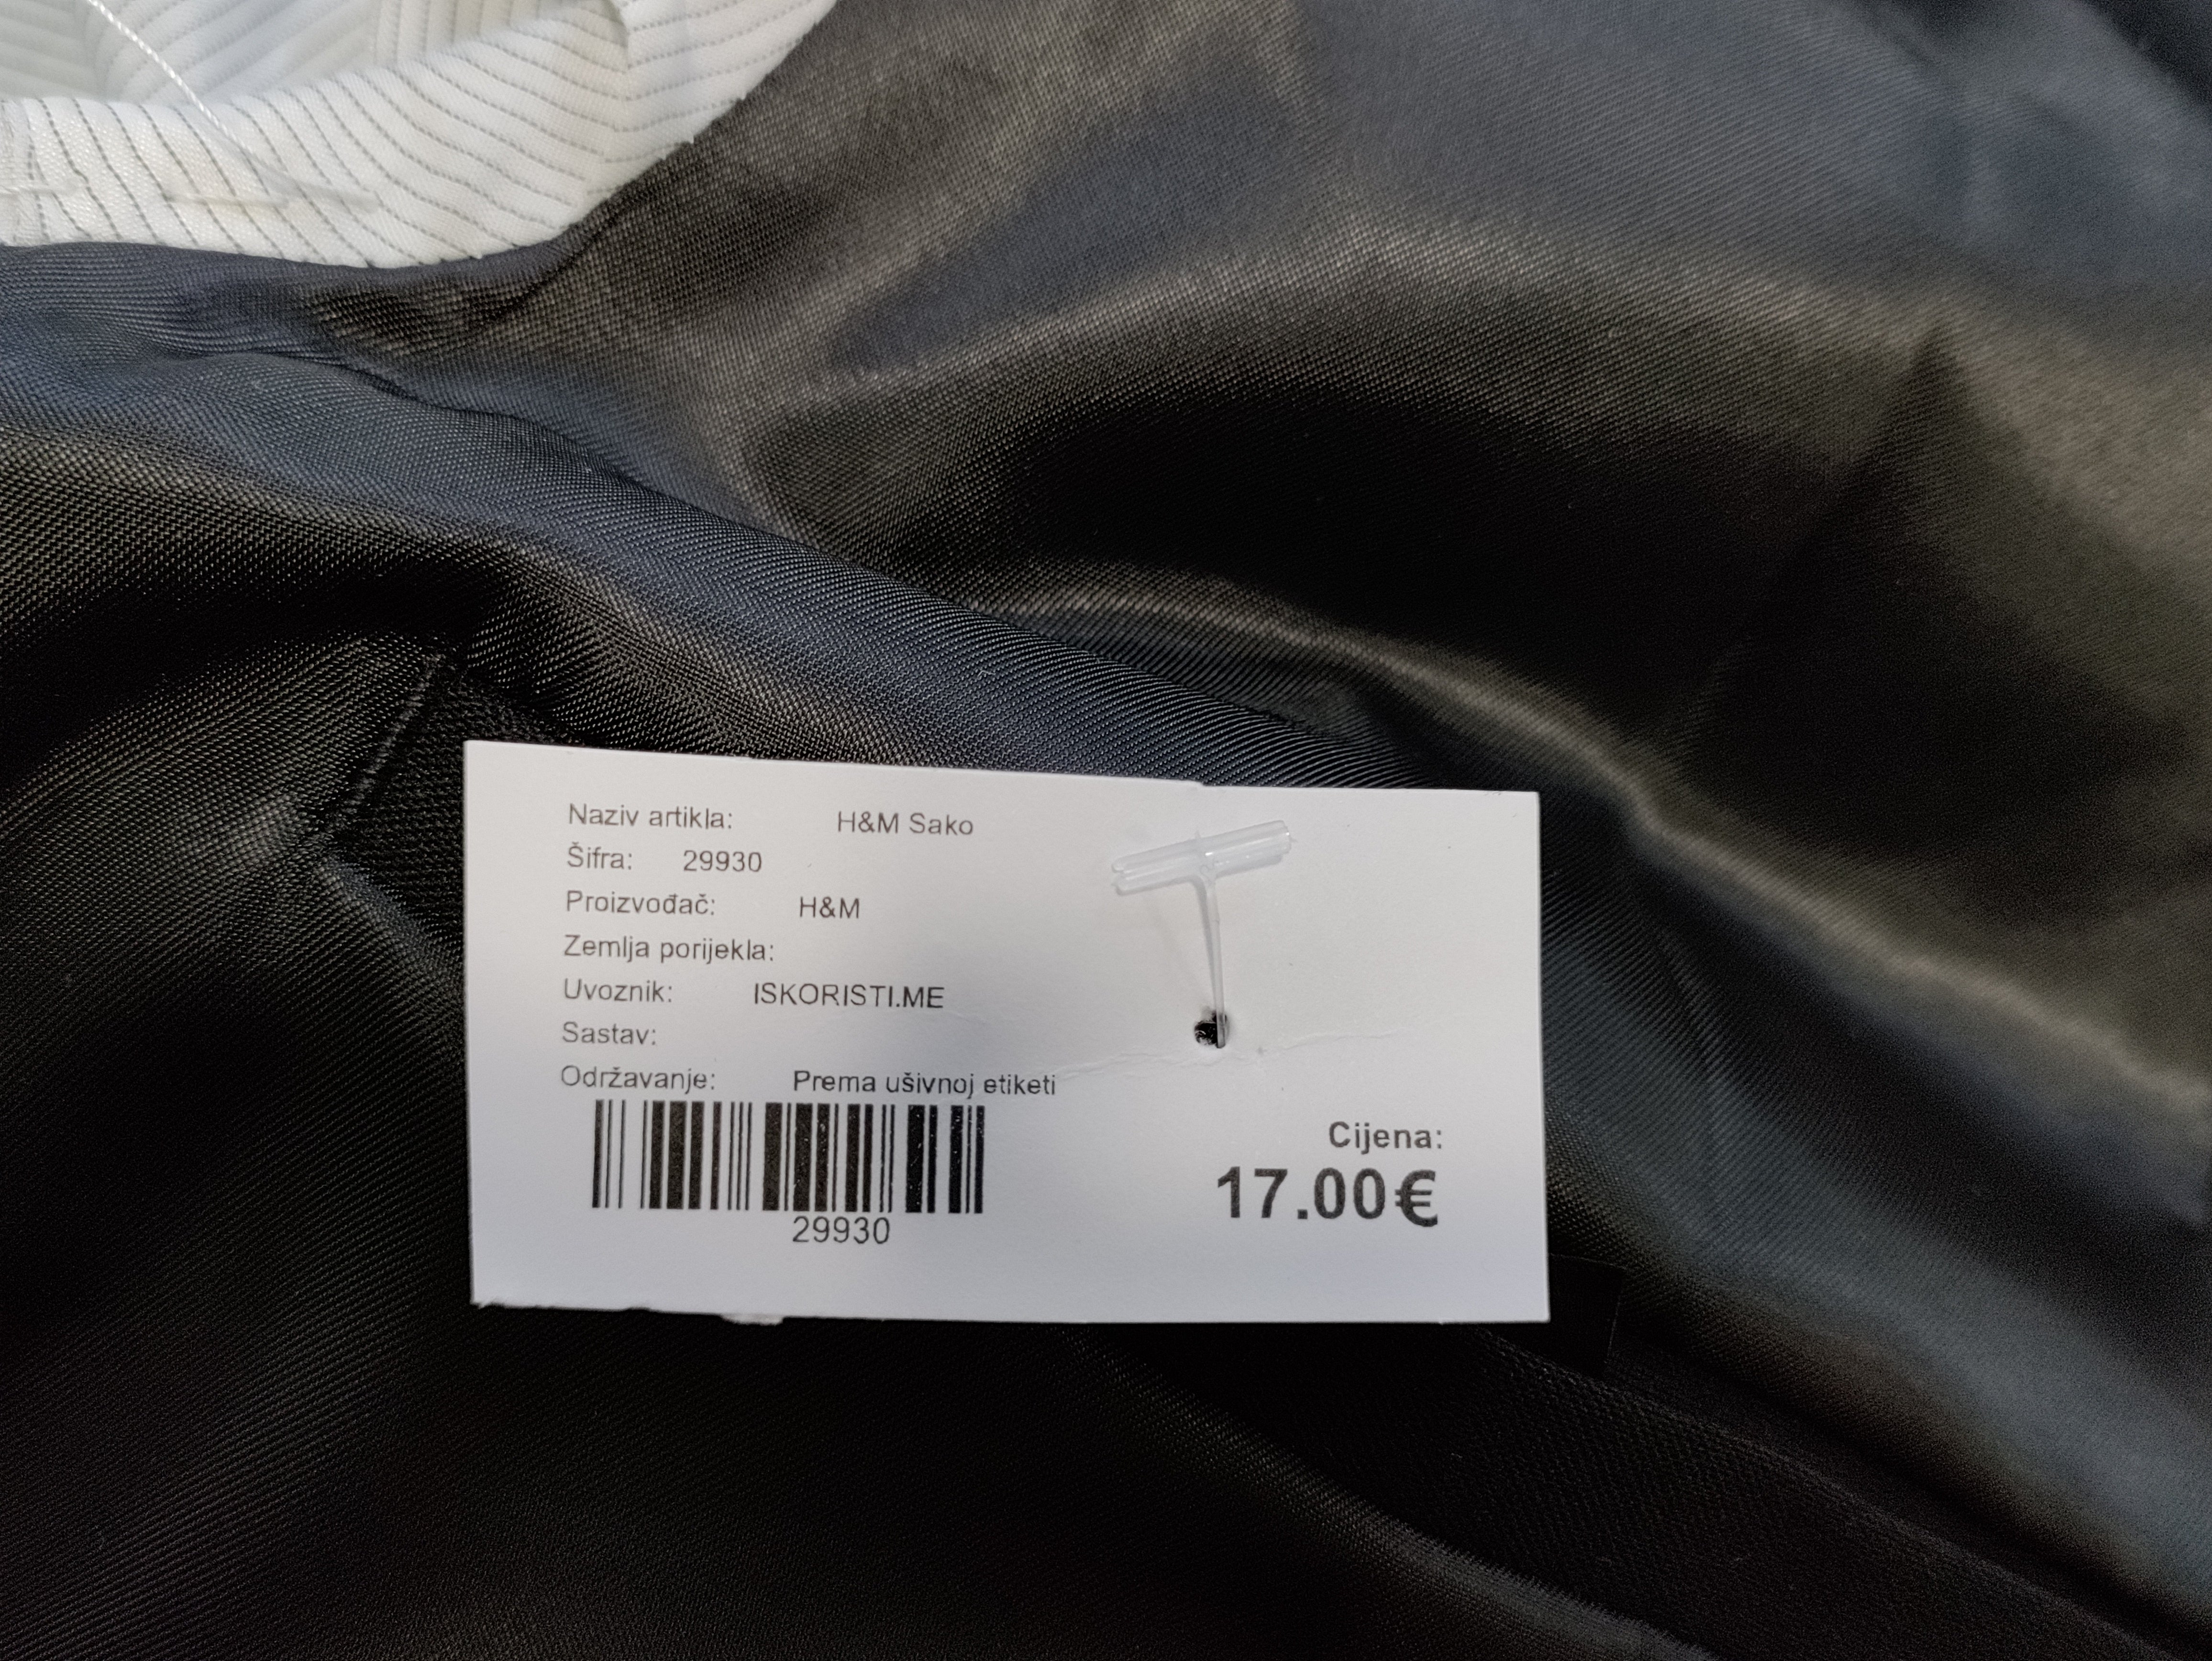 Naziv artikla: H&M Sako
Šifra: 29930
Proizvođač: H&M
Zemlja porijekla:
Uvoznik: ISKORISTI.ME
Sastav:
Održavanje: Prema ušivnoj etiketi
29930
Cijena:
17.00€